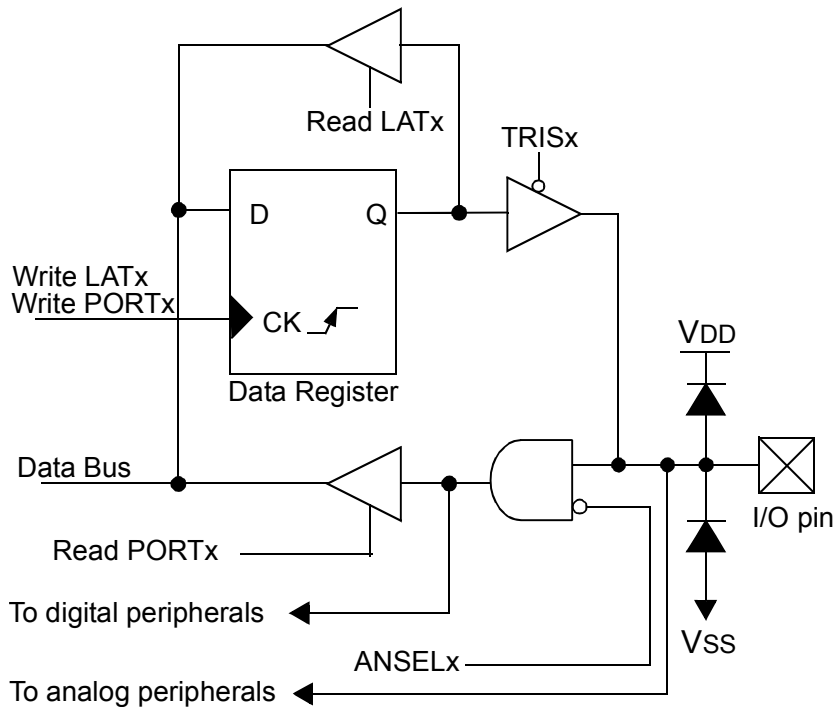 Read LATx
TRISx
D
Q
Write LATx
Write PORTx
CK
VDD
Data Register
Data Bus
I/O pin
Read PORTx
To digital peripherals
VSS
ANSELx
To analog peripherals